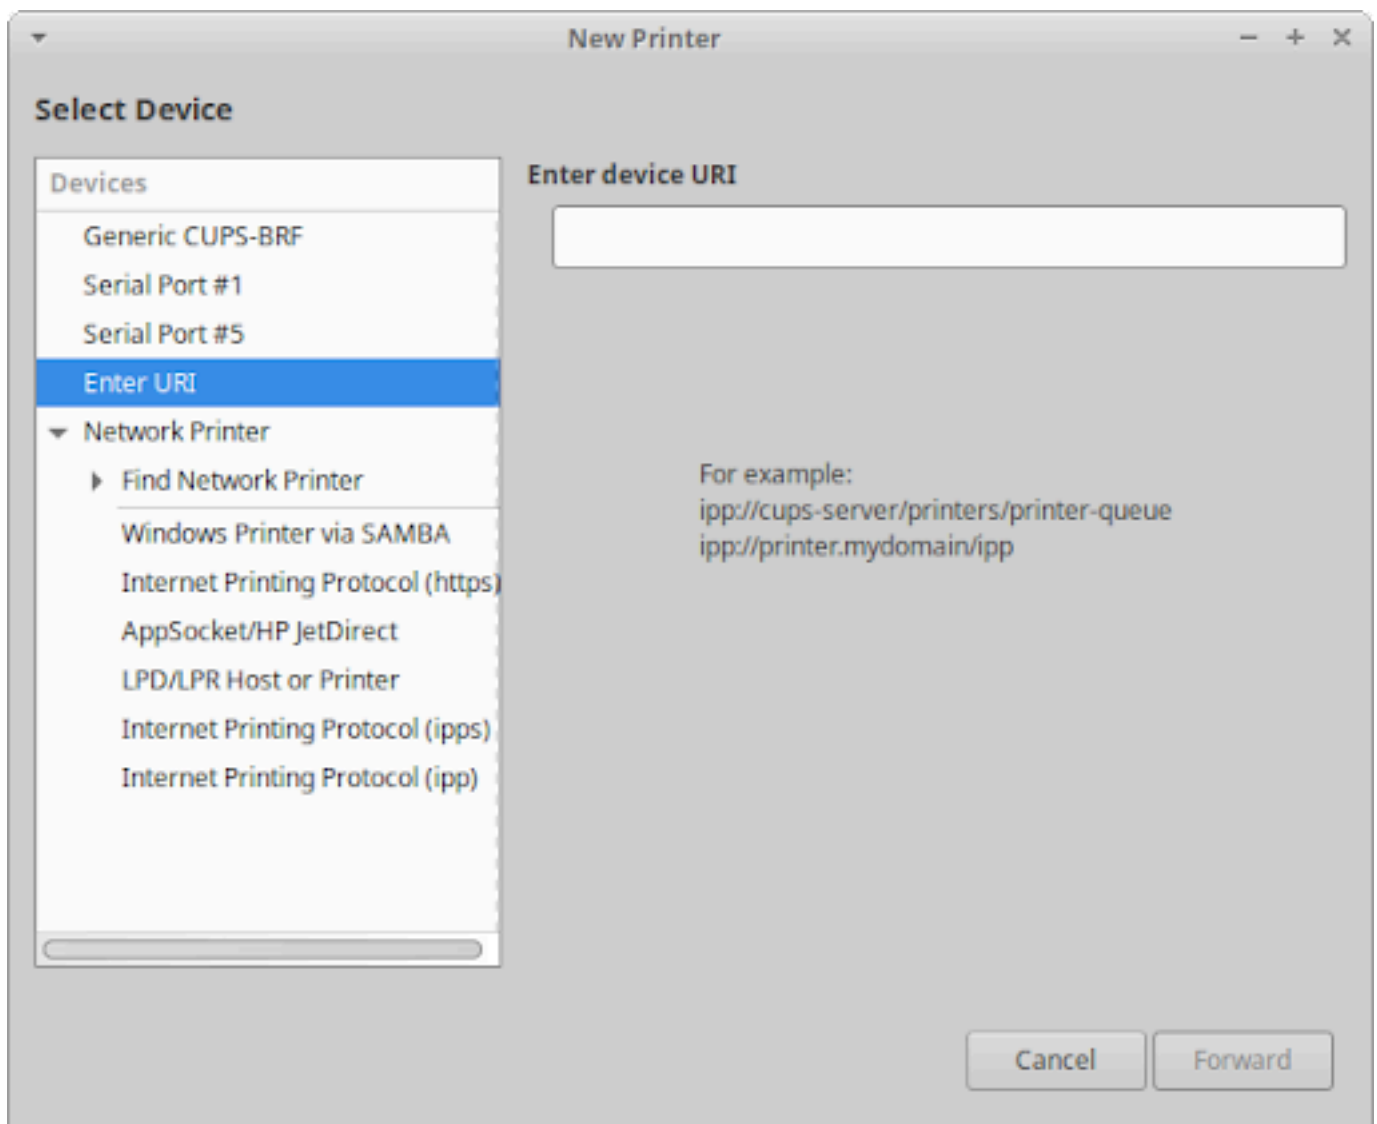 New Printer
Select Device
Devices
Generic CUPS-BRF
Serial Port #1
Serial Port #5
Enter URI
Network Printer
Find Network Printer
Windows Printer via SAMBA
Internet Printing Protocol (https)
AppSocket/HP JetDirect
LPD/LPR Host or Printer
Internet Printing Protocol (ipps)
Internet Printing Protocol (ipp)
Enter device URI
For example:
ipp://cups-server/printers/printer-queue
ipp://printer.mydomain/ipp
Cancel
Forward